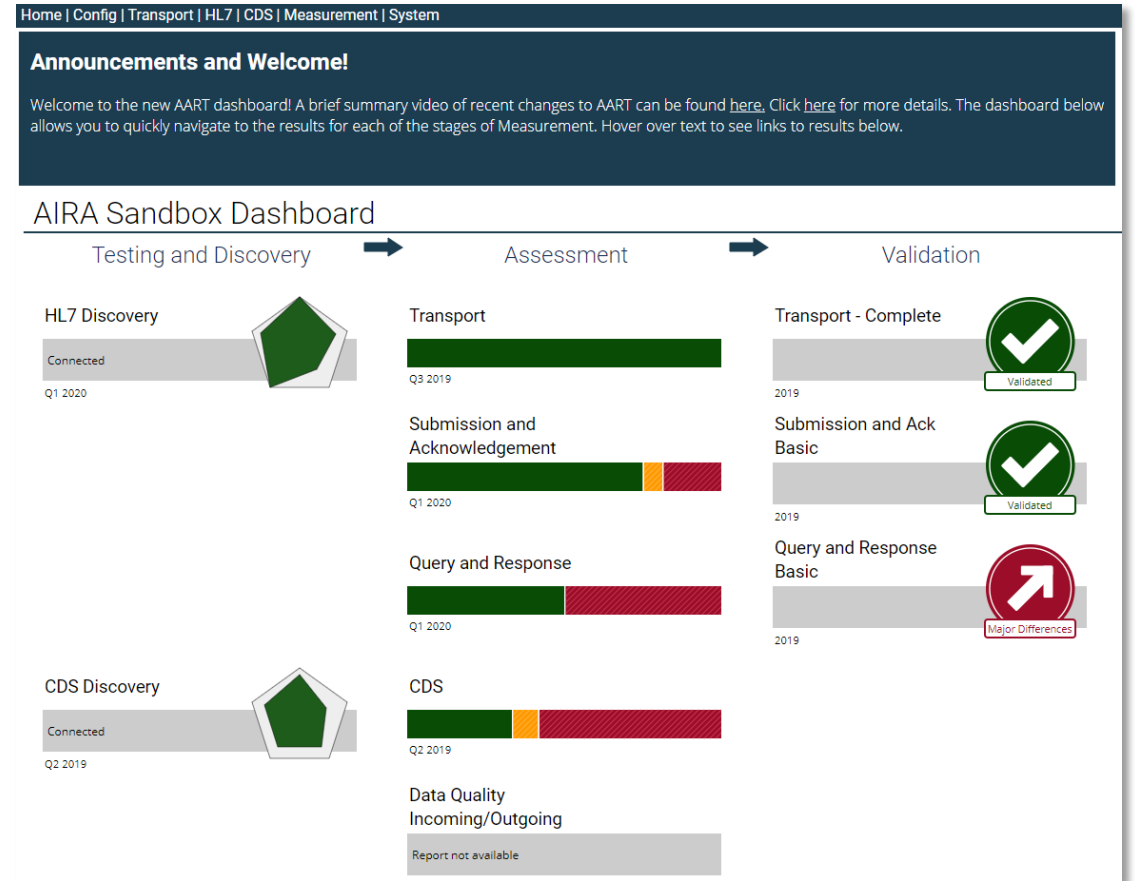 Home | Config | Transport | HL7 | CDS | Measurement | System
Announcements and Welcome!
Welcome to the new AART dashboard! A brief summary video of recent changes to AART can be found here. Click here for more details. The dashboard below
allows you to quickly navigate to the results for each of the stages of Measurement. Hover over text to see links to results below.
AIRA Sandbox Dashboard
Testing and Discovery
Assessment
Validation
HL7 Discovery
Connected
Q1 2020
Transport
Q3 2019
Transport - Complete
Validated
2019
Submission and
Acknowledgement
Q1 2020
Submission and Ack
Basic
Validated
2019
Query and Response
Q1 2020
Query and Response
Basic
Major Differences
2019
CDS Discovery
Connected
Q2 2019
CDS
Q2 2019
Data Quality
Incoming/Outgoing
Report not available